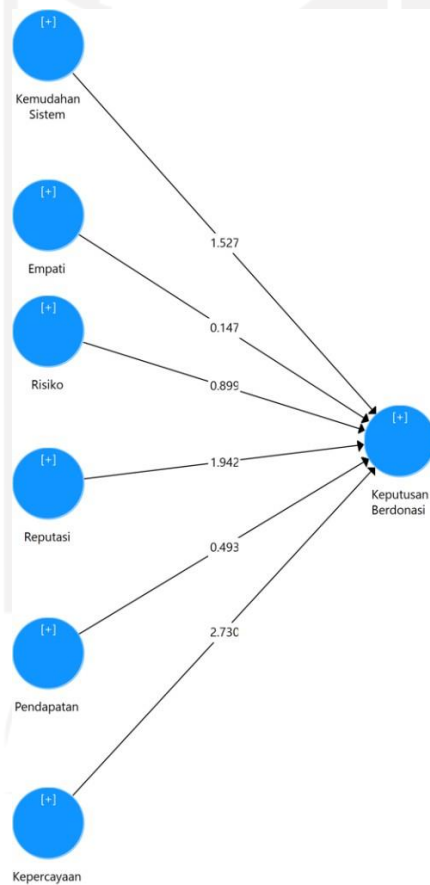 [+]
Kemudahan
Sistem
[+]
1.527
Empati
0.147
[+]
Risiko
0.899
[+]
[+]
1.942
Keputusan
Berdonasi
Reputasi
0.493
[+]
2.730
Pendapatan
[+]
Kepercayaan